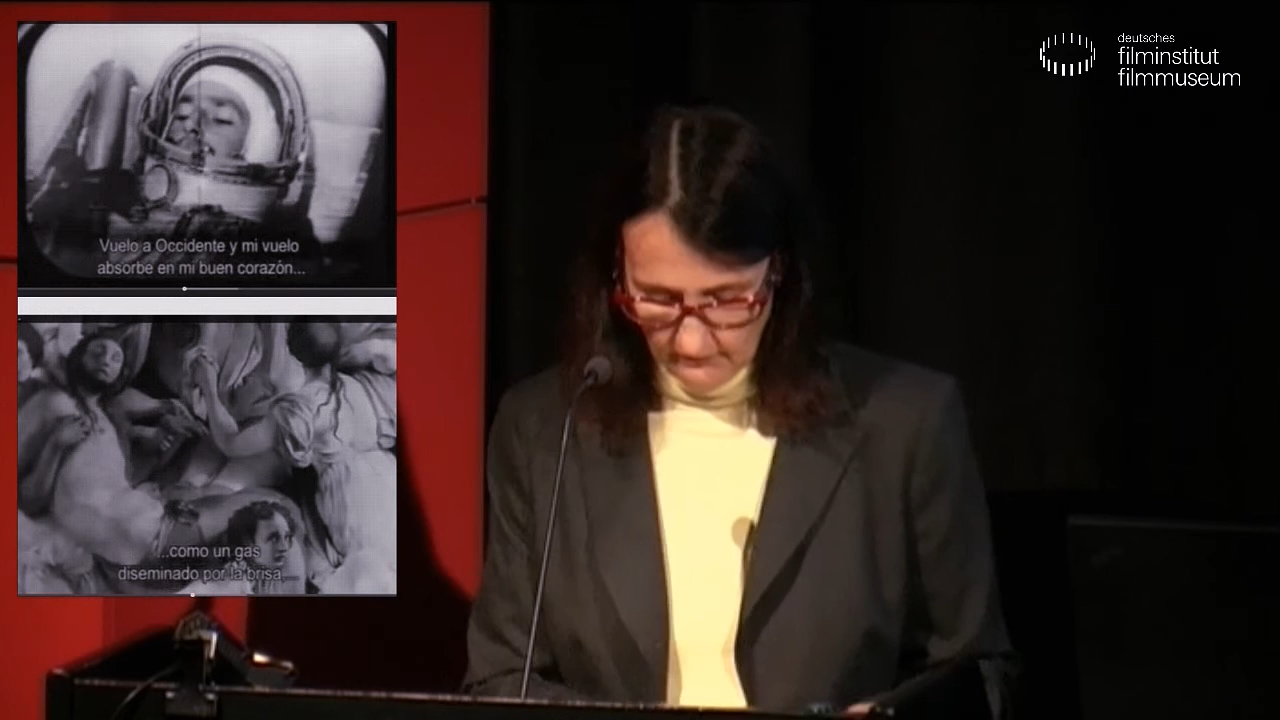 Vuelo a Occidente y mi vuelo
absorbe en mi buen corazón...
...como un gas
diseminado por la brisa,...
deutsches
filminstitut
filmmuseum